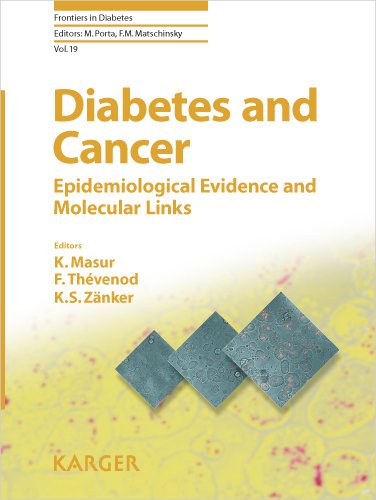 Frontiers in Diabetes
Editors: M. Porta, F.M. Matschinsky
Vol. 19
Diabetes and
Cancer
Epidemiological Evidence and
Molecular Links
Editors
K. Masur
F. Thévenod
K.S. Zänker
KARGER